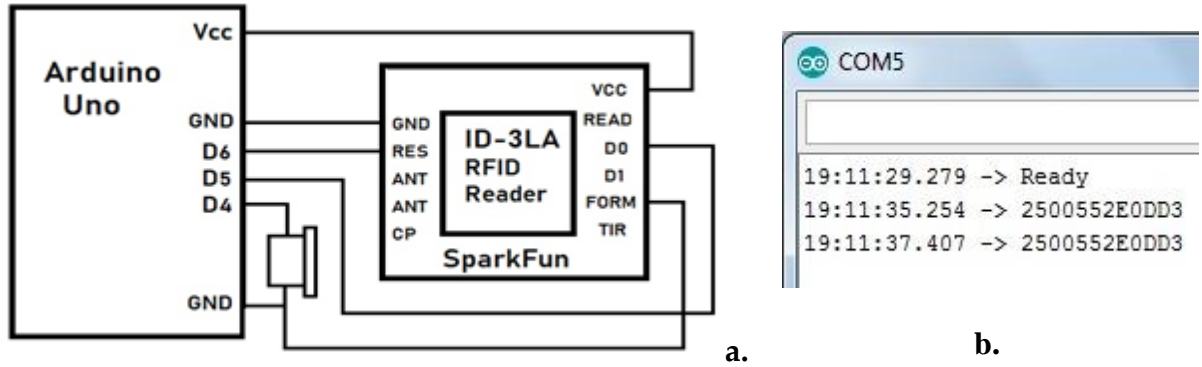 Arduino
Uno
Vcc
GND
D6
D5
D4
GND
GND
RES
ANT
ANT
CP
ID-3LA
RFID
Reader
VCC
READ
D0
D1
FORM
TIR
SparkFun
a.
COM5
19:11:29.279 -> Ready
19:11:35.254 -> 2500552E0DD3
19:11:37.407 -> 2500552E0DD3
b.